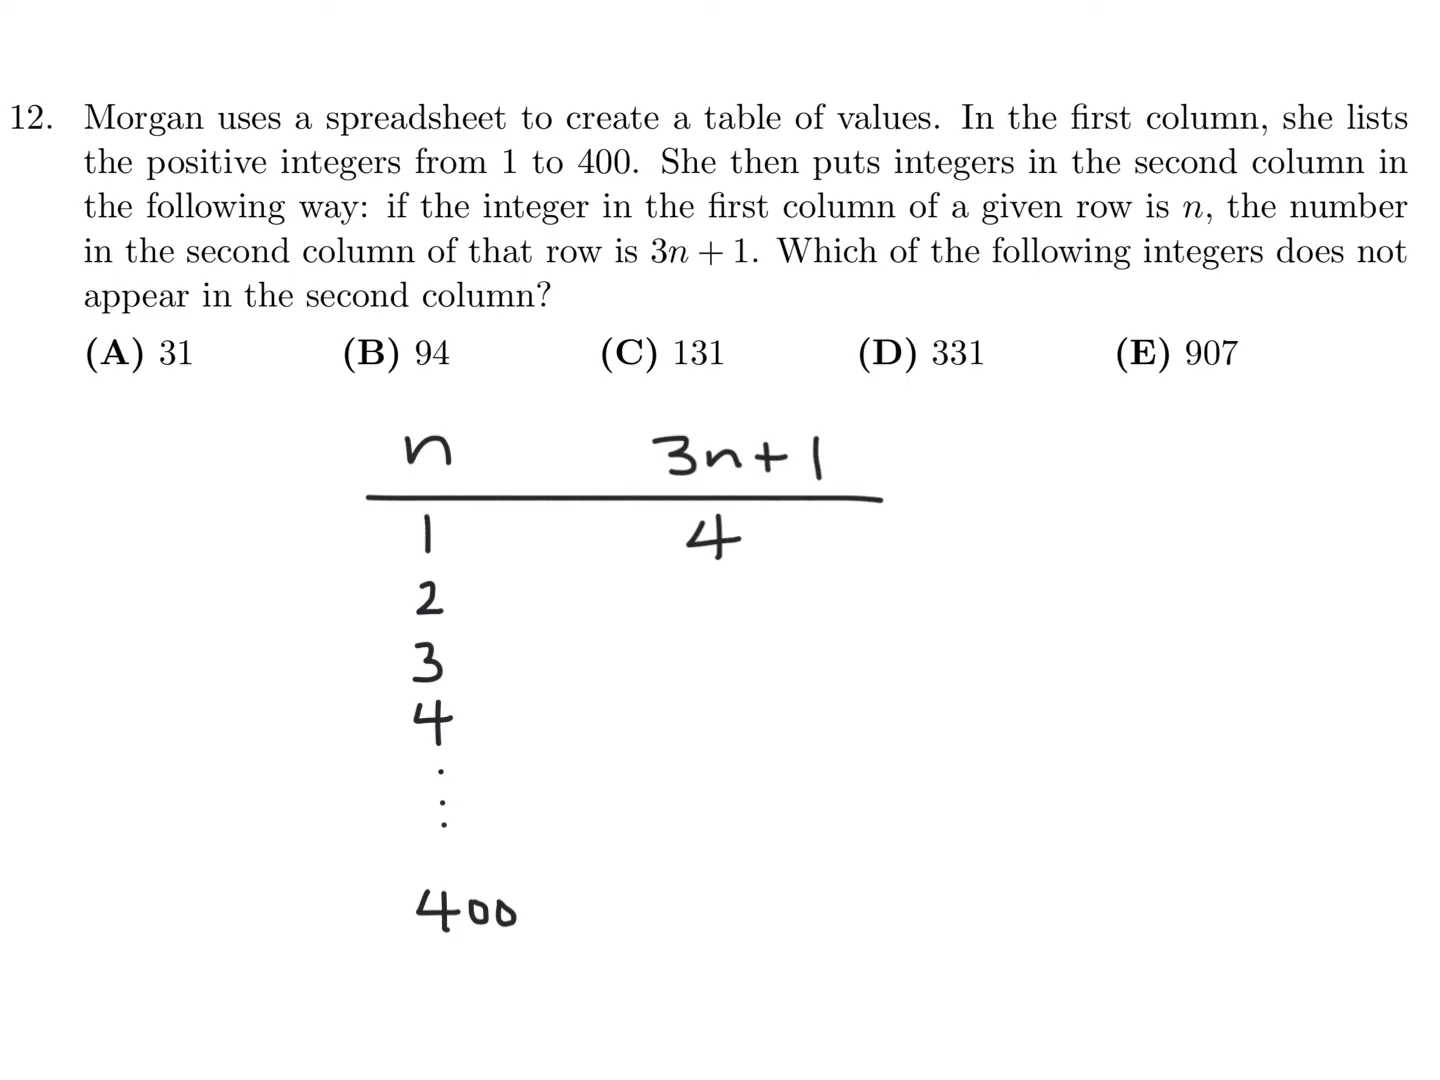 12. Morgan uses a spreadsheet to create a table of values. In the first column, she lists
the positive integers from 1 to 400. She then puts integers in the second column in
the following way: if the integer in the first column of a given row is n, the number
in the second column of that row is 3n + 1. Which of the following integers does not
appear in the second column?
(A) 31 (B) 94 (C) 131 (D) 331 (E) 907
n 3n+1
1 4
2
3
4
⋮
400